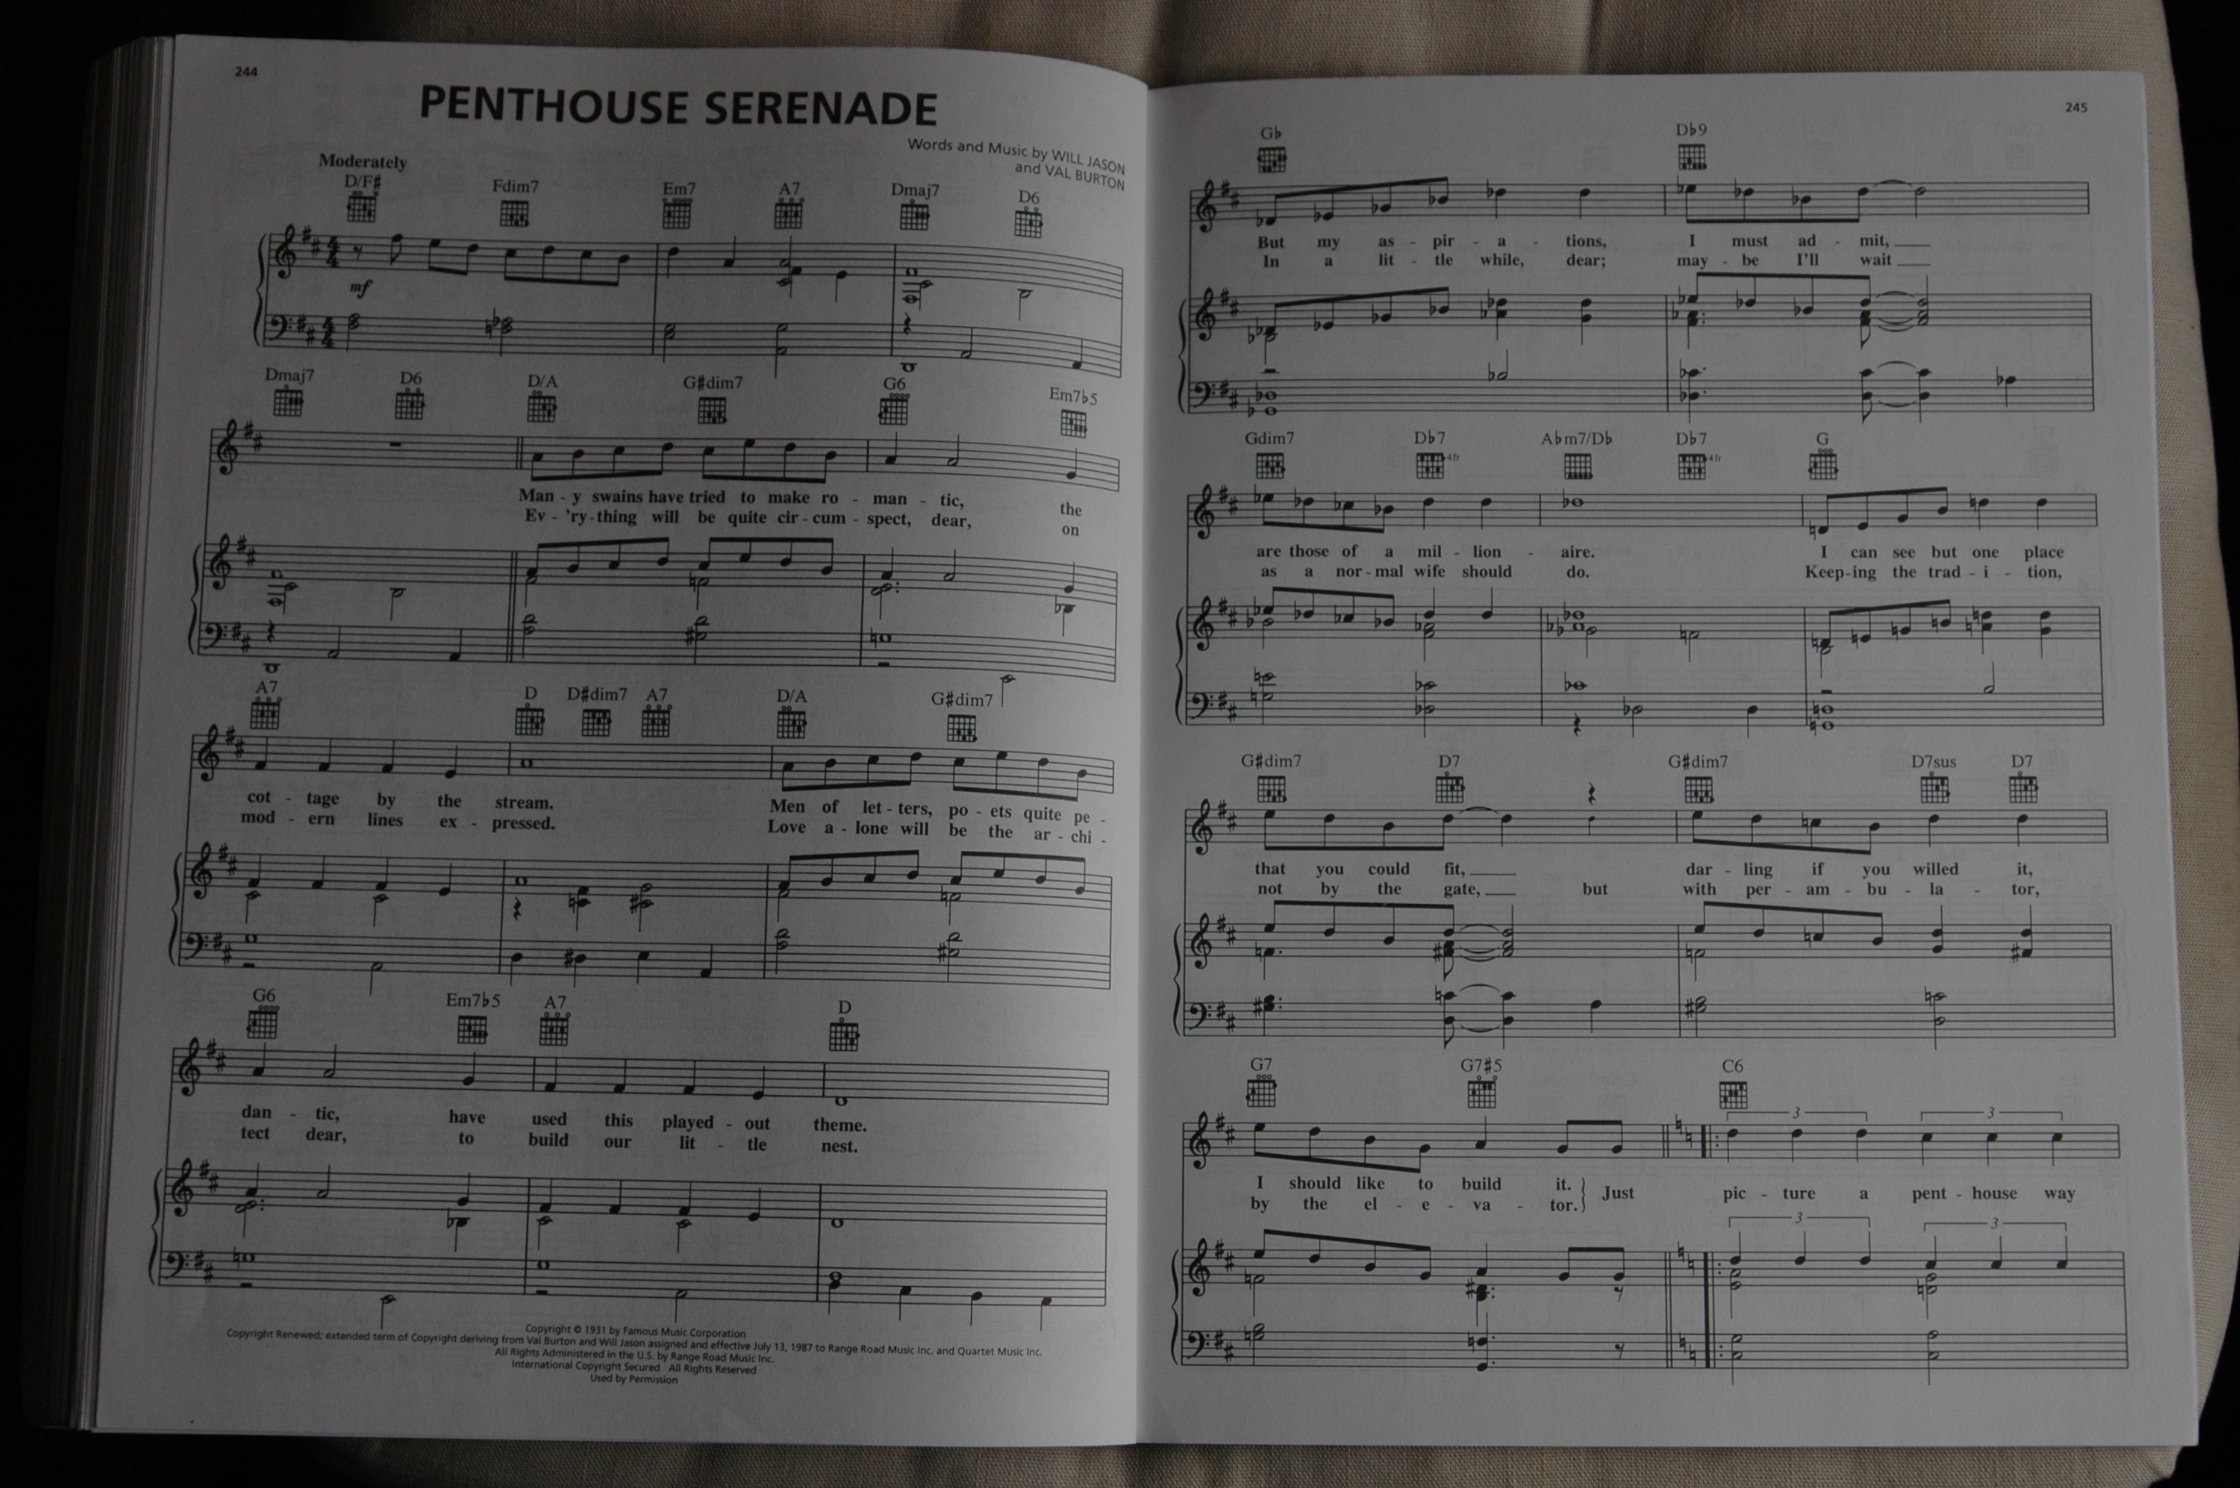 244
PENTHOUSE SERENADE
Words and Music by WILL JASON
and VAL BURTON
Moderately
D/F♯ Fdim7 Em7 A7 Dmaj7 D6
mf
Dmaj7 D6 D/A G♯dim7 G6 Em7♭5
Man - y swains have tried to make ro - man - tic, the
Ev - 'ry - thing will be quite cir - cum - spect, dear, on
A7 D D♯dim7 A7 D/A G♯dim7
cot - tage by the stream. Men of let - ters, po - ets quite pe -
mod - ern lines ex - pressed. Love a - lone will be the ar - chi -
G6 Em7♭5 A7 D
dan - tic, have used this played - out theme.
tect dear, to build our lit - tle nest.
Copyright © 1931 by Famous Music Corporation
Copyright Renewed; extended term of Copyright deriving from Val Burton and Will Jason assigned and effective July 13, 1987 to Range Road Music Inc. and Quartet Music Inc.
All Rights Administered in the U.S. by Range Road Music Inc.
International Copyright Secured All Rights Reserved
Used by Permission
245
G♭ D♭9
But my as - pir - a - tions, I must ad - mit,
In a lit - tle while, dear; may - be I'll wait
Gdim7 D♭7 4fr A♭m7/D♭ D♭7 4fr G
are those of a mil - lion - aire. I can see but one place
as a nor - mal wife should do. Keep - ing the trad - i - tion,
G♯dim7 D7 G♯dim7 D7sus D7
that you could fit, dar - ling if you willed it,
not by the gate, but with per - am - bu - la - tor,
G7 G7♯5 C6
3 3
I should like to build it. } Just pic - ture a pent - house way
by the el - e - va - tor.}
3 3